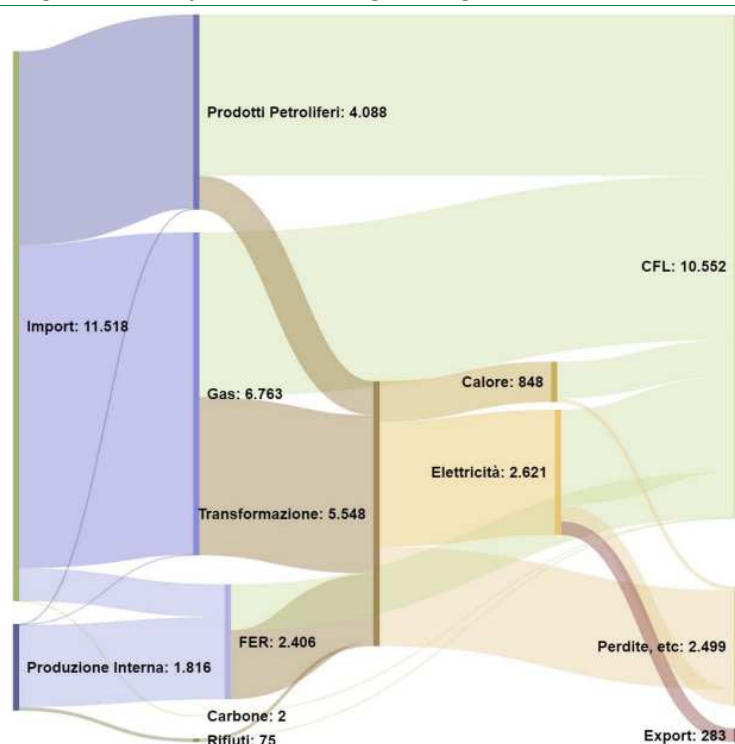 Prodotti Petroliferi: 4.088
CFL: 10.552
Import: 11.518
Calore: 848
Gas: 6.763
Elettricità: 2.621
Transformazione: 5.548
FER: 2.406
Perdite, etc: 2.499
Produzione Interna: 1.816
Carbone: 2
Export: 283
Rifiuti: 75